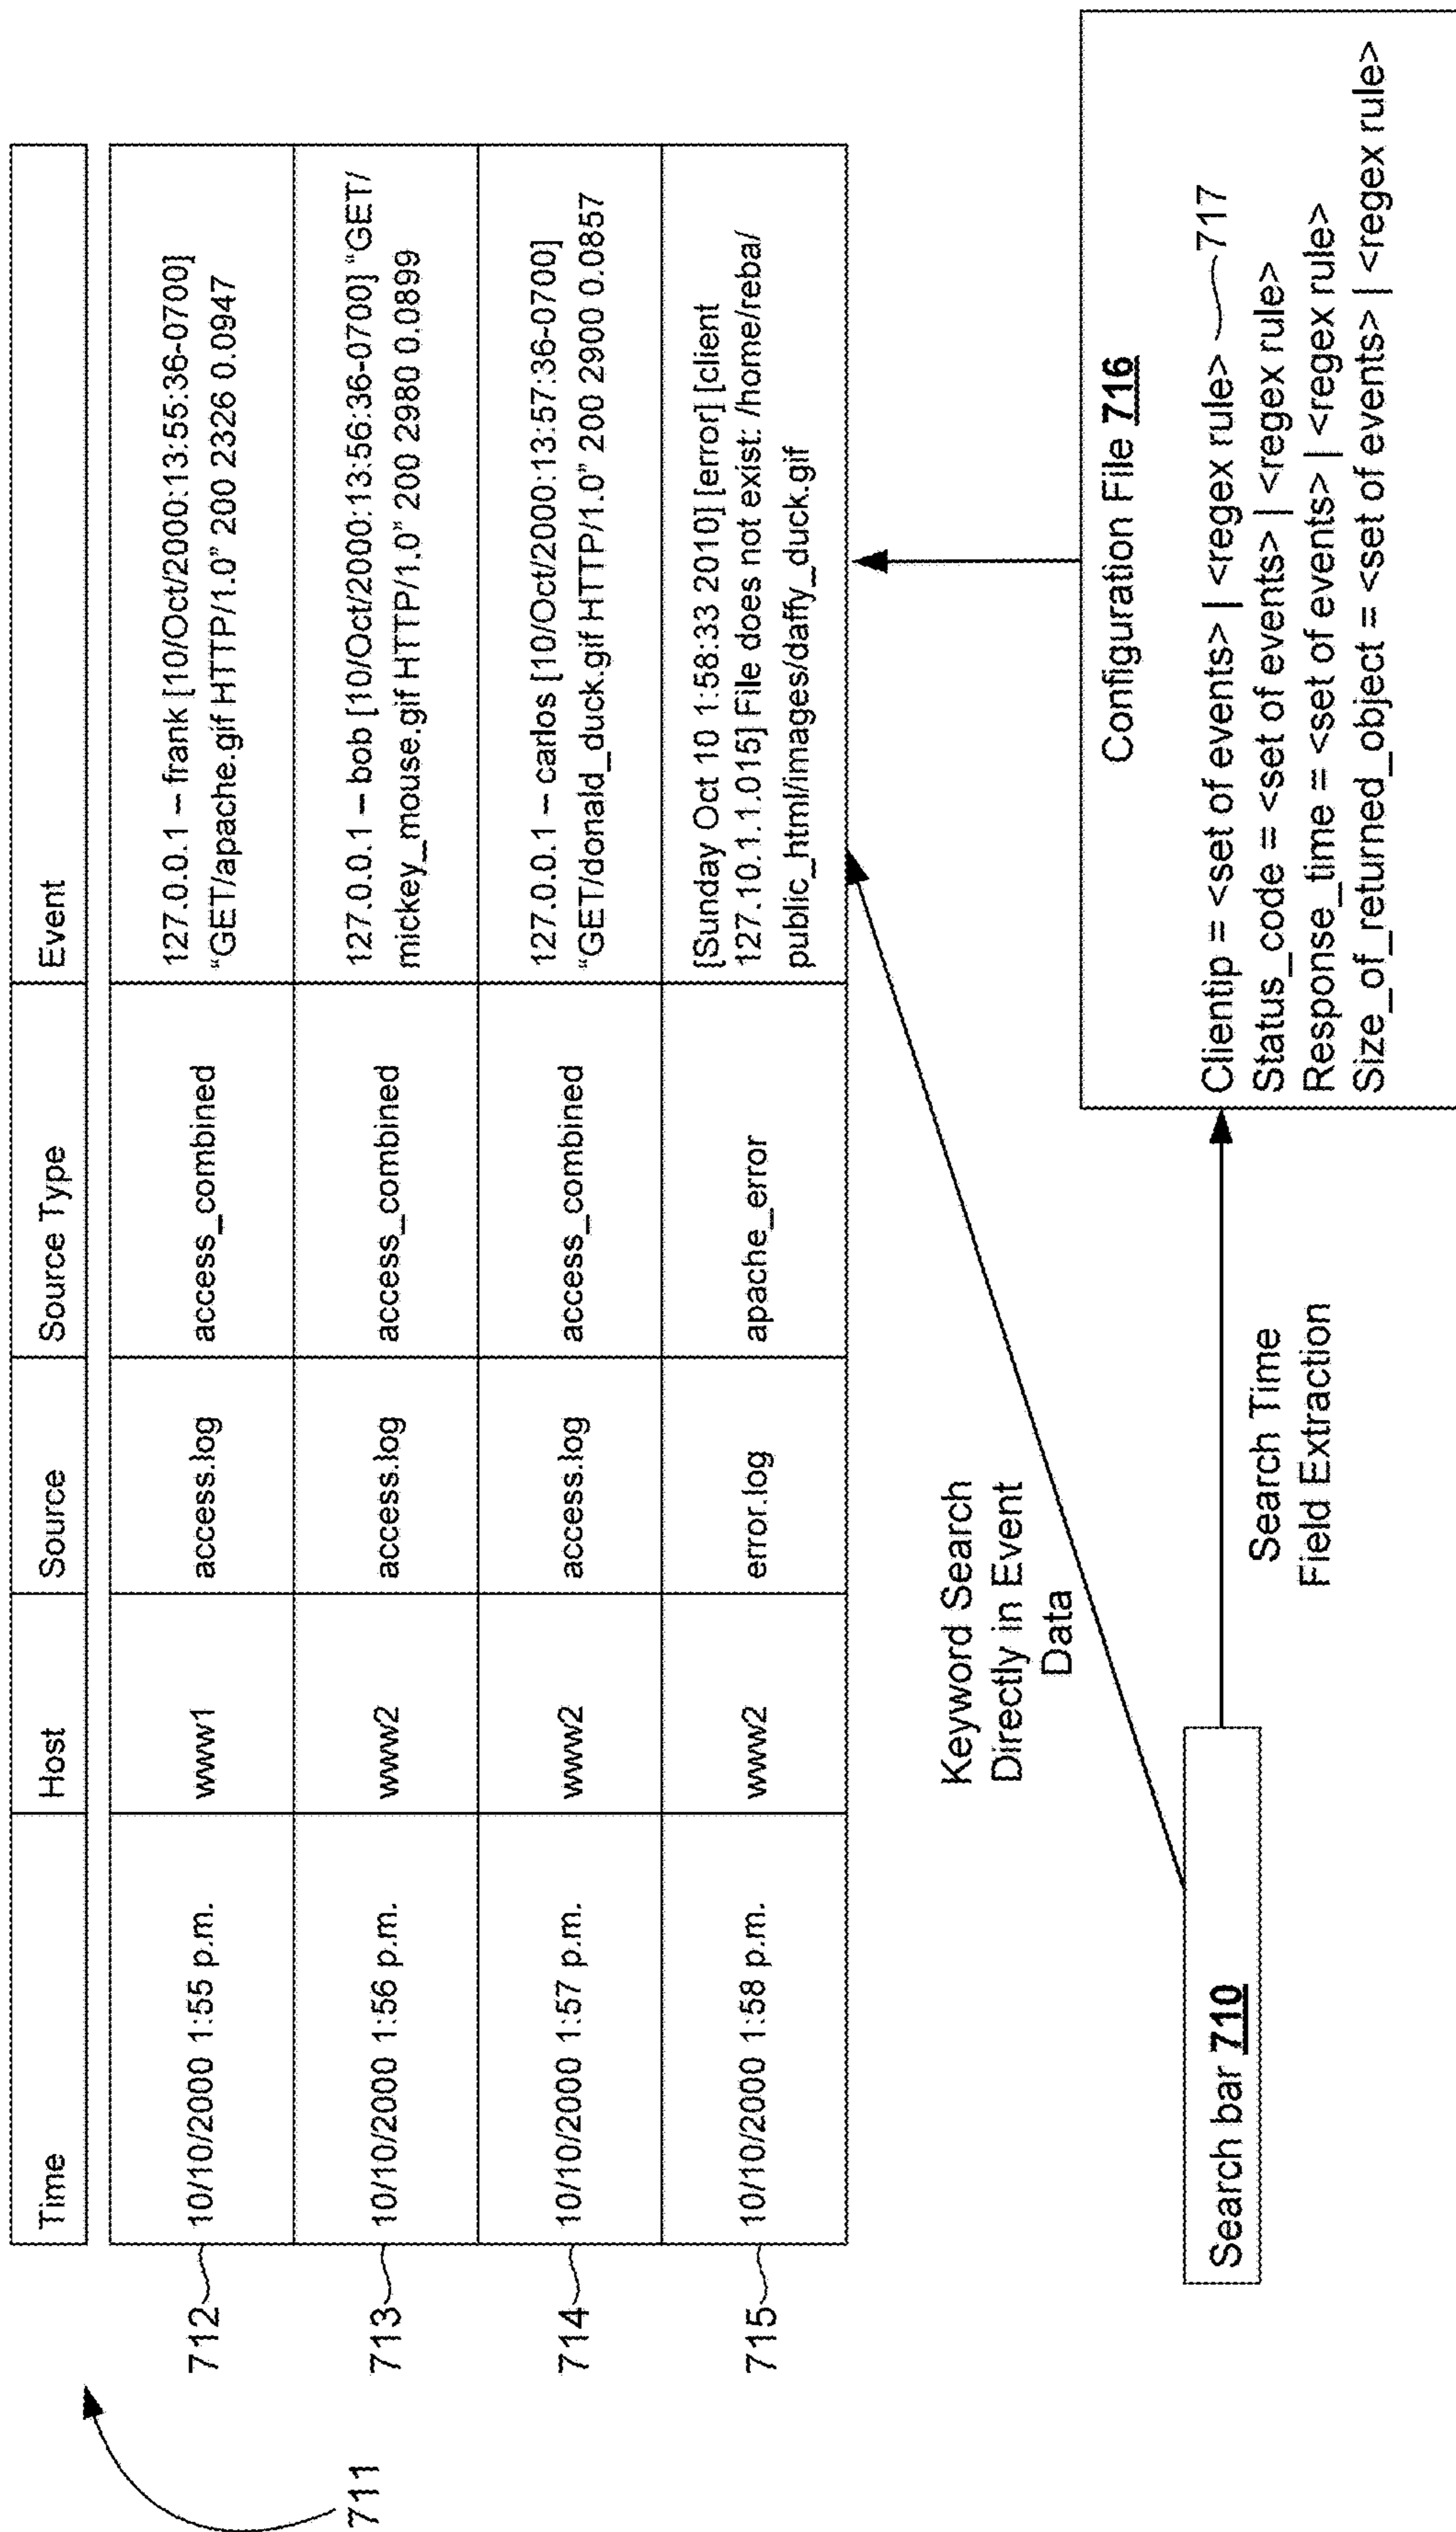 711
Time Host Source Source Type Event
712 10/10/2000 1:55 p.m. www1 access.log access_combined 127.0.0.1 – frank [10/Oct/2000:13:55:36-0700]
“GET/apache.gif HTTP/1.0” 200 2326 0.0947
713 10/10/2000 1:56 p.m. www2 access.log access_combined 127.0.0.1 – bob [10/Oct/2000:13:56:36-0700] “GET/
mickey_mouse.gif HTTP/1.0” 200 2980 0.0899
714 10/10/2000 1:57 p.m. www2 access.log access_combined 127.0.0.1 – carlos [10/Oct/2000:13:57:36-0700]
“GET/donald_duck.gif HTTP/1.0” 200 2900 0.0857
715 10/10/2000 1:58 p.m. www2 error.log apache_error [Sunday Oct 10 1:58:33 2010] [error] [client
127.10.1.1.015] File does not exist: /home/reba/
public_html/images/daffy_duck.gif
Keyword Search
Directly in Event
Data
Search bar 710
Search Time
Field Extraction
Configuration File 716
Clientip = <set of events> | <regex rule> 717
Status_code = <set of events> | <regex rule>
Response_time = <set of events> | <regex rule>
Size_of_returned_object = <set of events> | <regex rule>